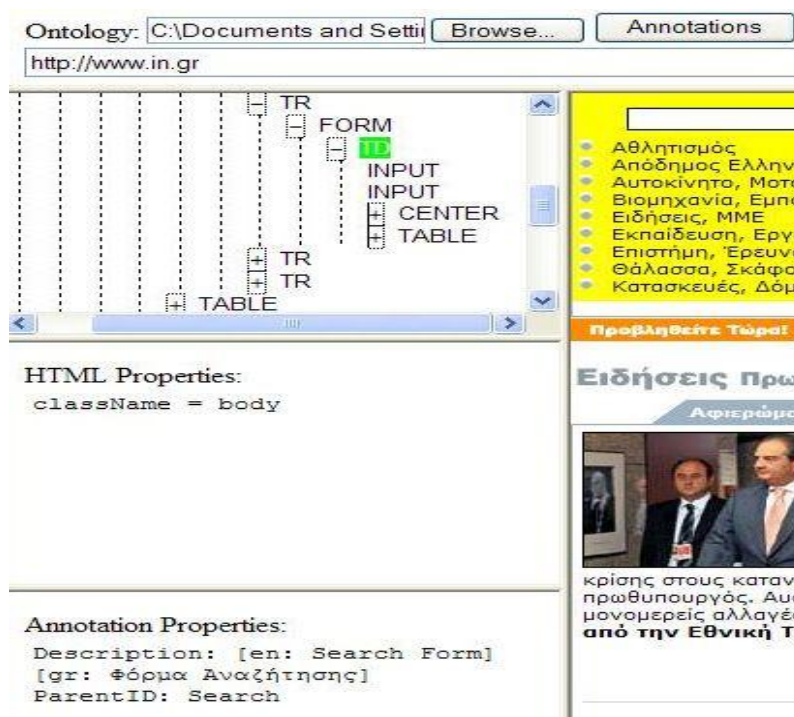 Ontology: C:\Documents and Setti Browse... Annotations
http://www.in.gr
TR
FORM
TD
INPUT
INPUT
CENTER
TABLE
TR
TR
TABLE
HTML Properties:
className = body
Annotation Properties:
Description: [en: Search Form]
[gr: Φόρμα Αναζήτησης]
ParentID: Search
Αθλητισμός
Απόδημος Ελλην
Αυτοκίνητο, Μοτ
Βιομηχανία, Εμπ
Ειδήσεις, ΜΜΕ
Εκπαίδευση, Εργ
Επιστήμη, Έρευν
Θάλασσα, Σκάφ
Κατασκευές, Δόμ
Προβληθείτε Τώρα!
Ειδήσεις Πρω
Αφιερώμα
κρίσης στους καταν
πρωθυπουργός. Αυ
μονομερείς αλλαγέ
από την Εθνική Τ